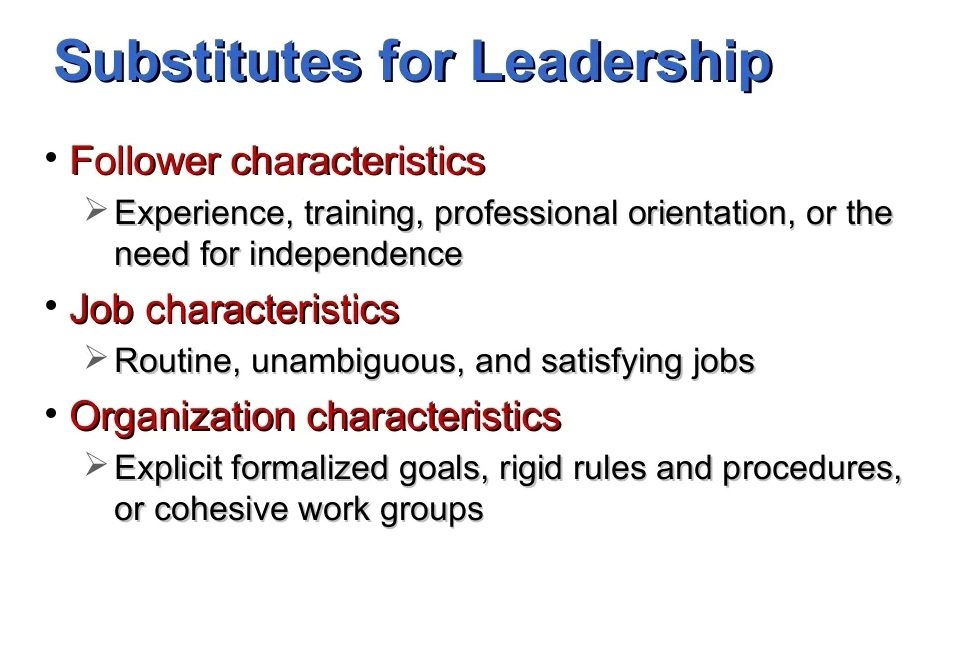 Substitutes for Leadership
• Follower characteristics
➢ Experience, training, professional orientation, or the
need for independence
• Job characteristics
➢ Routine, unambiguous, and satisfying jobs
• Organization characteristics
➢ Explicit formalized goals, rigid rules and procedures,
or cohesive work groups